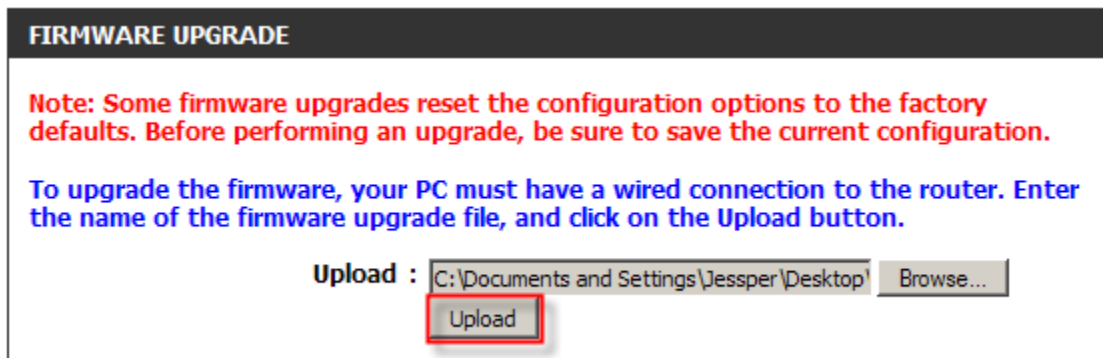 FIRMWARE UPGRADE
Note: Some firmware upgrades reset the configuration options to the factory
defaults. Before performing an upgrade, be sure to save the current configuration.
To upgrade the firmware, your PC must have a wired connection to the router. Enter
the name of the firmware upgrade file, and click on the Upload button.
Upload : C:\Documents and Settings\Jessper\Desktop\ Browse...
Upload